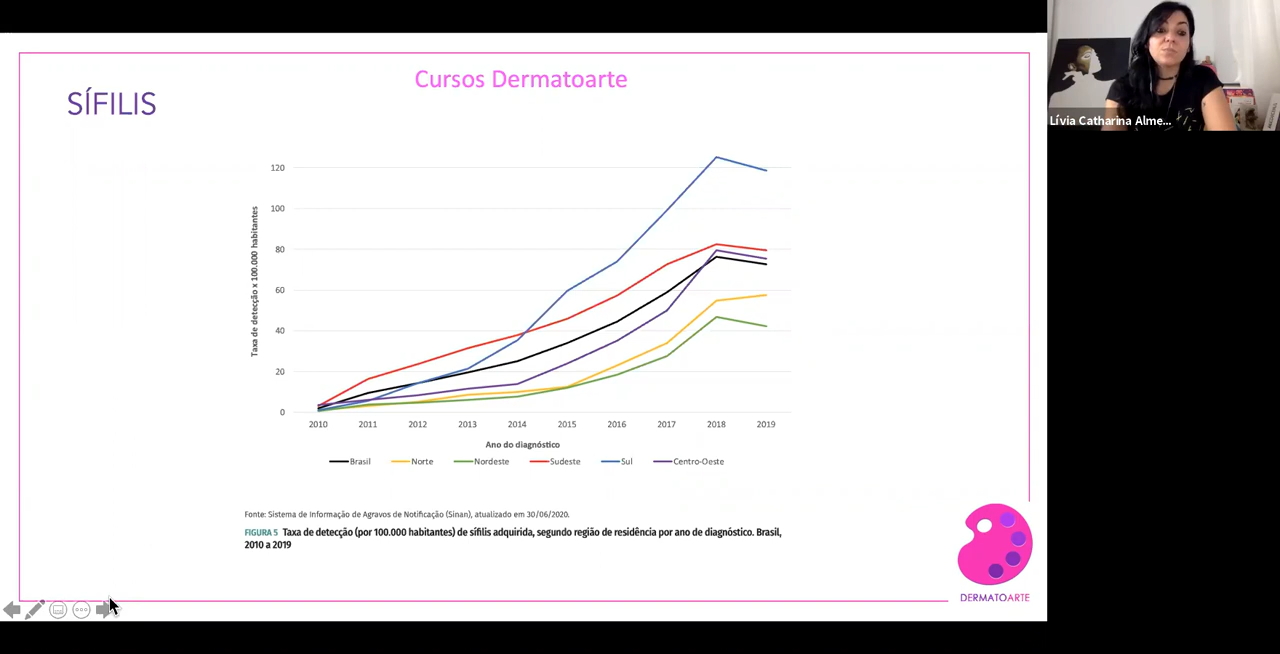 Cursos Dermatoarte
SÍFILIS
Taxa de detecção x 100.000 habitantes
120
100
80
60
40
20
0
2010 2011 2012 2013 2014 2015 2016 2017 2018 2019
Ano do diagnóstico
Brasil Norte Nordeste Sudeste Sul Centro-Oeste
Fonte: Sistema de Informação de Agravos de Notificação (Sinan), atualizado em 30/06/2020.
FIGURA 5 Taxa de detecção (por 100.000 habitantes) de sífilis adquirida, segundo região de residência por ano de diagnóstico. Brasil,
2010 a 2019
DERMATOARTE
Lívia Catharina Alme...